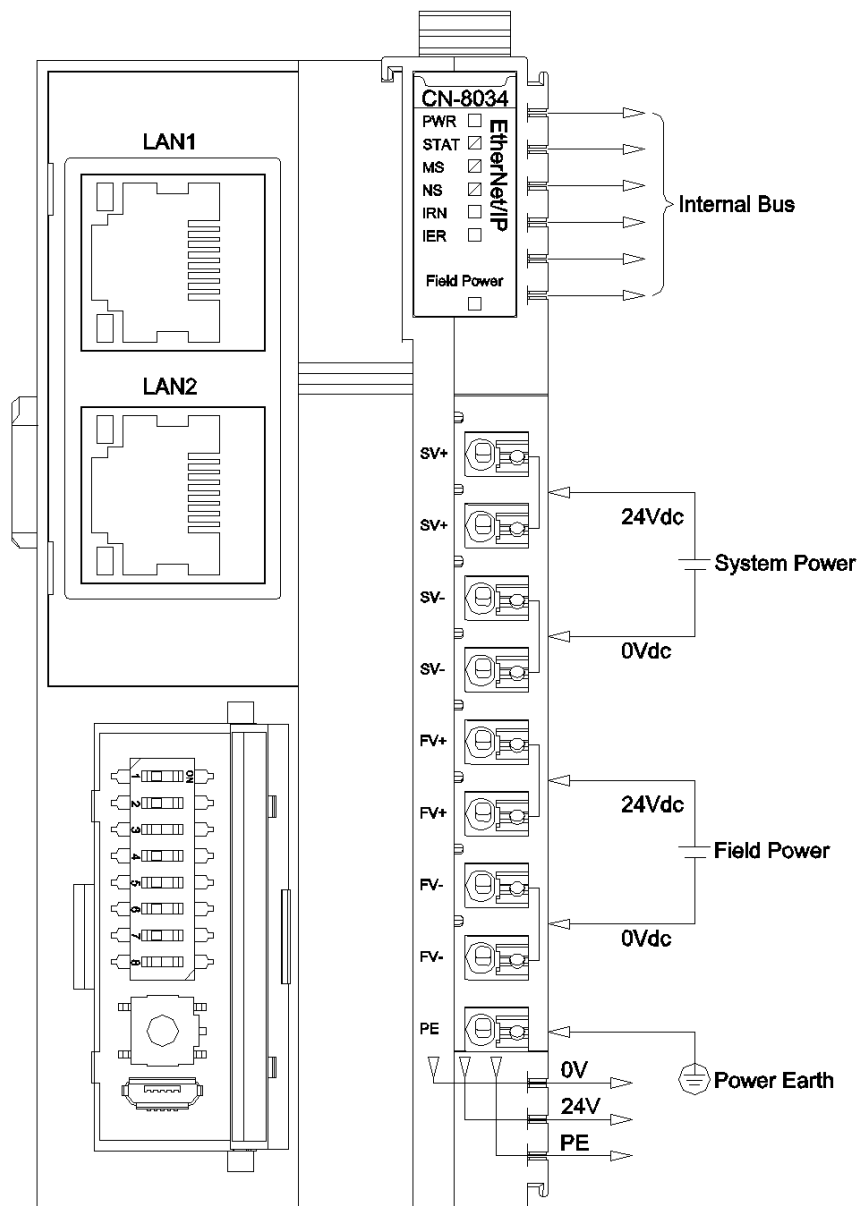 CN-8034
PWR
STAT
MS
NS
IRN
IER
EtherNet/IP
Field Power
Internal Bus
LAN1
LAN2
SV+
SV+
24Vdc
System Power
SV-
0Vdc
SV-
FV+
24Vdc
FV+
Field Power
FV-
0Vdc
FV-
ON
1
2
3
4
5
6
7
8
PE
Power Earth
0V
24V
PE